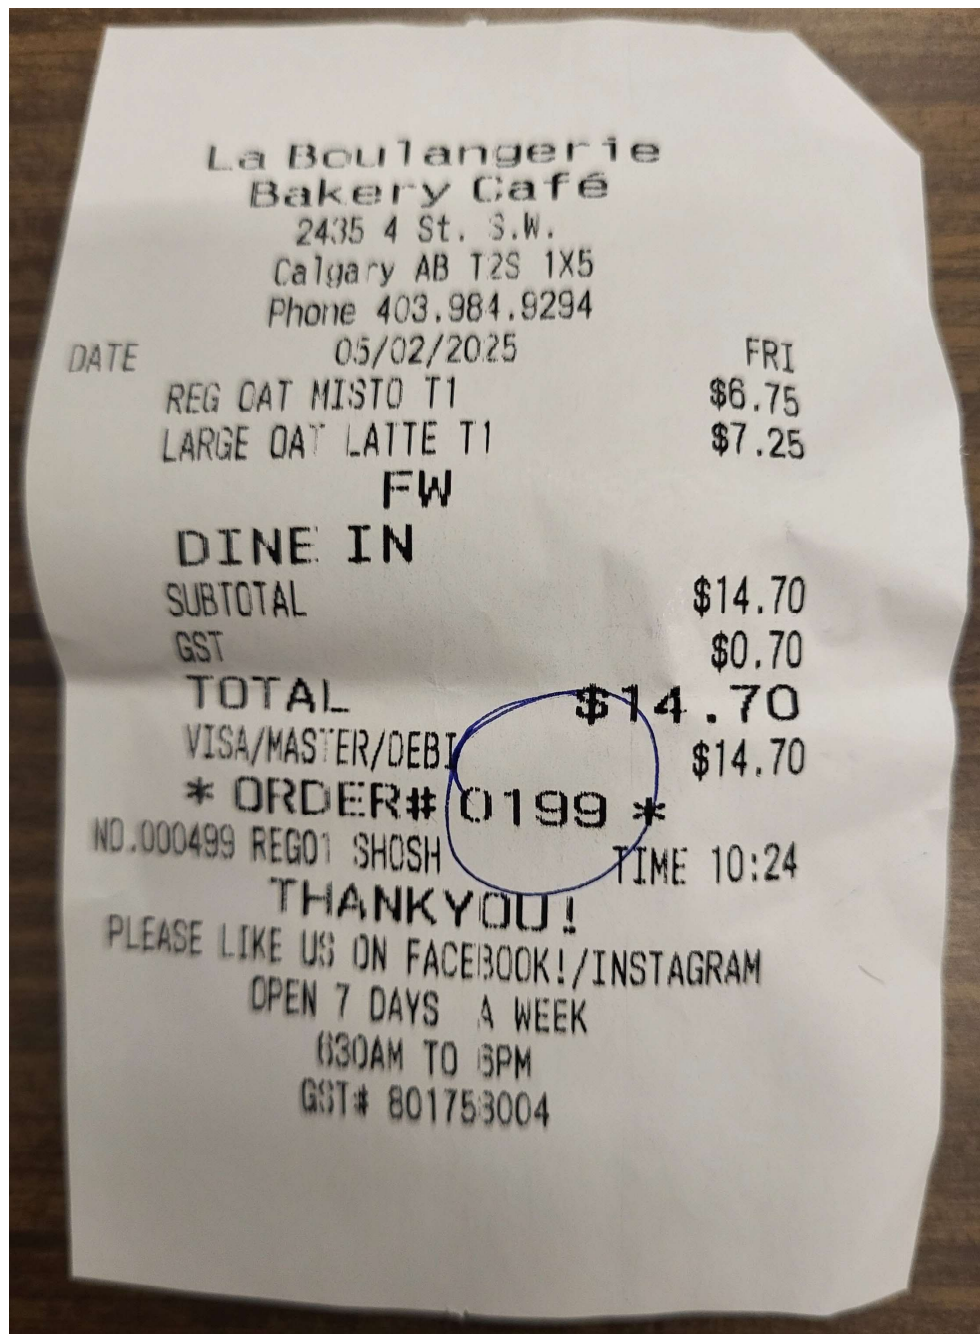 La Boulangerie
Bakery Café
2435 4 St. S.W.
Calgary AB T2S 1X5
Phone 403.984.9294
DATE 05/02/2025 FRI
REG OAT MISTO T1 $6.75
LARGE OAT LATTE T1 $7.25
FW
DINE IN
SUBTOTAL $14.70
GST $0.70
TOTAL $14.70
VISA/MASTER/DEBI $14.70
* ORDER# 0199 *
NO.000499 REG01 SHOSH TIME 10:24
THANKYOU!
PLEASE LIKE US ON FACEBOOK!/INSTAGRAM
OPEN 7 DAYS A WEEK
630AM TO 6PM
GST# 801758004